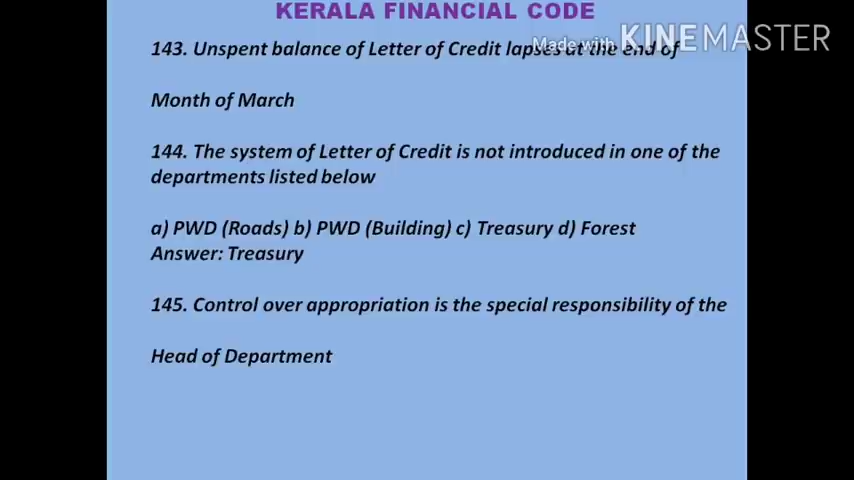 KERALA FINANCIAL CODE
Made with KINEMASTER
143. Unspent balance of Letter of Credit lapses at the end of
Month of March
144. The system of Letter of Credit is not introduced in one of the
departments listed below
a) PWD (Roads) b) PWD (Building) c) Treasury d) Forest
Answer: Treasury
145. Control over appropriation is the special responsibility of the
Head of Department